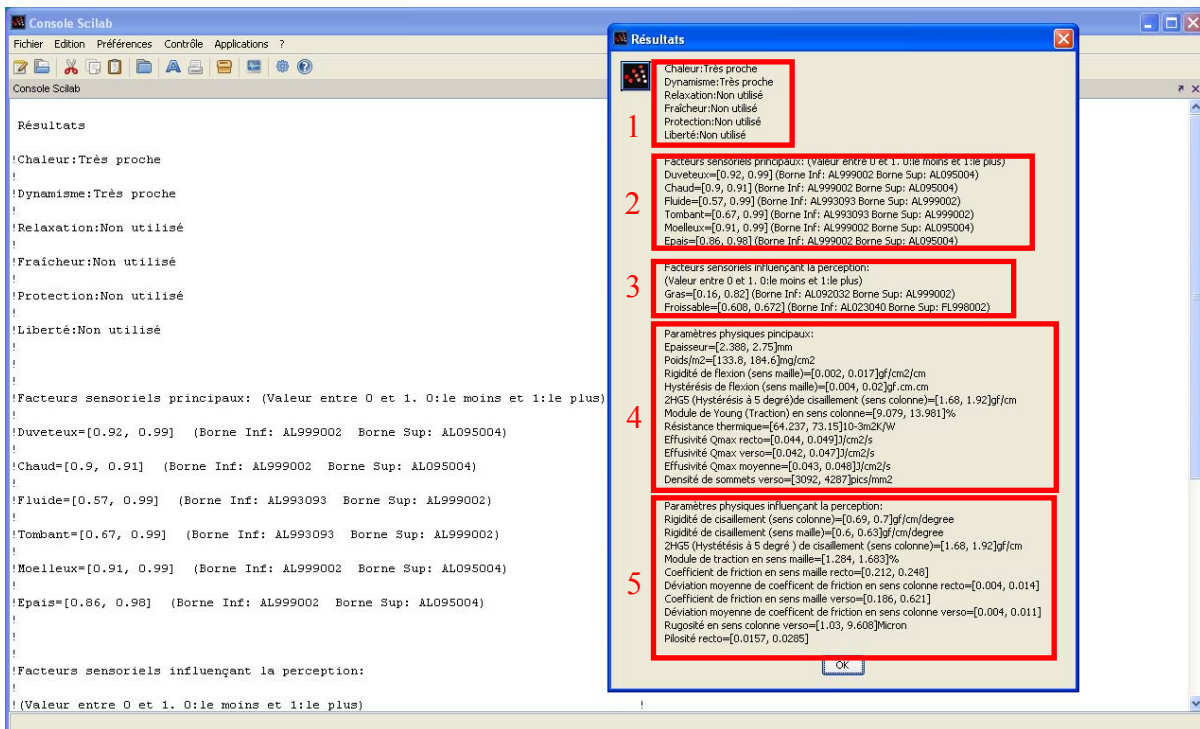 Console Scilab
Fichier Edition Préférences Contrôle Applications ?
Console Scilab
Résultats
!Chaleur:Très proche
!
!Dynamisme:Très proche
!
!Relaxation:Non utilisé
!
!Fraîcheur:Non utilisé
!
!Protection:Non utilisé
!
!Liberté:Non utilisé
!
!
!
!Facteurs sensoriels principaux: (Valeur entre 0 et 1. 0:le moins et 1:le plus)
!
!Duveteux=[0.92, 0.99] (Borne Inf: AL999002 Borne Sup: AL095004)
!
!Chaud=[0.9, 0.91] (Borne Inf: AL999002 Borne Sup: AL095004)
!
!Fluide=[0.57, 0.99] (Borne Inf: AL993093 Borne Sup: AL999002)
!
!Tombant=[0.67, 0.99] (Borne Inf: AL993093 Borne Sup: AL999002)
!
!Moelleux=[0.91, 0.99] (Borne Inf: AL999002 Borne Sup: AL095004)
!
!Epais=[0.86, 0.98] (Borne Inf: AL999002 Borne Sup: AL095004)
!
!
!
!Facteurs sensoriels influençant la perception:
!
!(Valeur entre 0 et 1. 0:le moins et 1:le plus) !
Résultats
1
Chaleur:Très proche
Dynamisme:Très proche
Relaxation:Non utilisé
Fraîcheur:Non utilisé
Protection:Non utilisé
Liberté:Non utilisé
2
Facteurs sensoriels principaux: (Valeur entre 0 et 1. 0:le moins et 1:le plus)
Duveteux=[0.92, 0.99] (Borne Inf: AL999002 Borne Sup: AL095004)
Chaud=[0.9, 0.91] (Borne Inf: AL999002 Borne Sup: AL095004)
Fluide=[0.57, 0.99] (Borne Inf: AL993093 Borne Sup: AL999002)
Tombant=[0.67, 0.99] (Borne Inf: AL993093 Borne Sup: AL999002)
Moelleux=[0.91, 0.99] (Borne Inf: AL999002 Borne Sup: AL095004)
Epais=[0.86, 0.98] (Borne Inf: AL999002 Borne Sup: AL095004)
3
Facteurs sensoriels influençant la perception:
(Valeur entre 0 et 1. 0:le moins et 1:le plus)
Gras=[0.16, 0.82] (Borne Inf: AL092032 Borne Sup: AL999002)
Froissable=[0.608, 0.672] (Borne Inf: AL023040 Borne Sup: FL998002)
4
Paramètres physiques pincipaux:
Epaisseur=[2.388, 2.75]mm
Poids/m2=[133.8, 184.6]mg/cm2
Rigidité de flexion (sens maille)=[0.002, 0.017]gf/cm2/cm
Hystérésis de flexion (sens maille)=[0.004, 0.02]gf.cm.cm
2HG5 (Hystérésis à 5 degré)de cisaillement (sens colonne)=[1.68, 1.92]gf/cm
Module de Young (Traction) en sens colonne=[9.079, 13.981]%
Résistance thermique=[64.237, 73.15]10-3m2K/W
Effusivité Qmax recto=[0.044, 0.049]J/cm2/s
Effusivité Qmax verso=[0.042, 0.047]J/cm2/s
Effusivité Qmax moyenne=[0.043, 0.048]J/cm2/s
Densité de sommets verso=[3092, 4287]pics/mm2
5
Paramètres physiques influençant la perception:
Rigidité de cisaillement (sens colonne)=[0.69, 0.7]gf/cm/degree
Rigidité de cisaillement (sens maille)=[0.6, 0.63]gf/cm/degree
2HG5 (Hystétésis à 5 degré ) de cisaillement (sens colonne)=[1.68, 1.92]gf/cm
Module de traction en sens maille=[1.284, 1.683]%
Coefficient de friction en sens maille recto=[0.212, 0.248]
Déviation moyenne de coefficent de friction en sens colonne recto=[0.004, 0.014]
Coefficient de friction en sens maille verso=[0.186, 0.621]
Déviation moyenne de coefficent de friction en sens colonne verso=[0.004, 0.011]
Rugosité en sens colonne verso=[1.03, 9.608]Micron
Pilosité recto=[0.0157, 0.0285]
OK